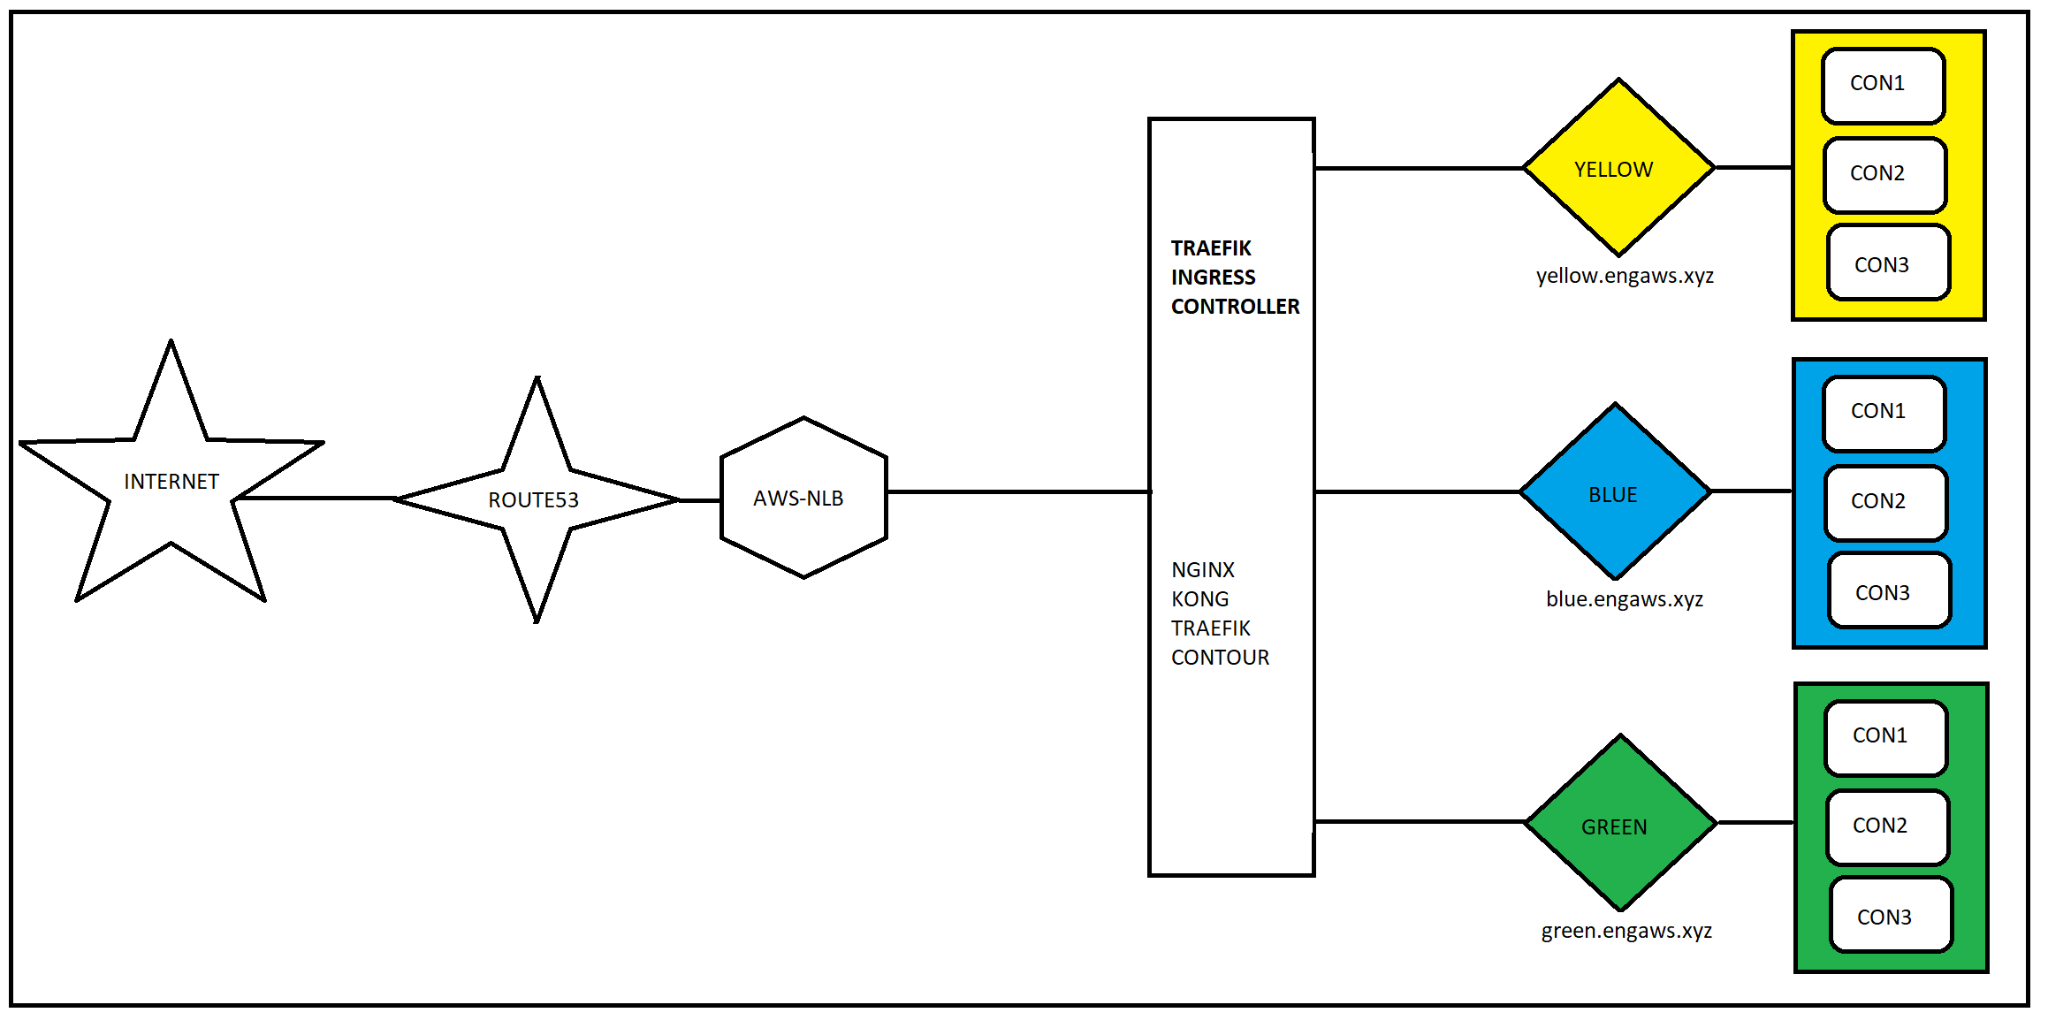 INTERNET
ROUTE53
AWS-NLB
TRAEFIK
INGRESS
CONTROLLER
NGINX
KONG
TRAEFIK
CONTOUR
YELLOW
yellow.engaws.xyz
CON1
CON2
CON3
BLUE
blue.engaws.xyz
CON1
CON2
CON3
GREEN
green.engaws.xyz
CON1
CON2
CON3